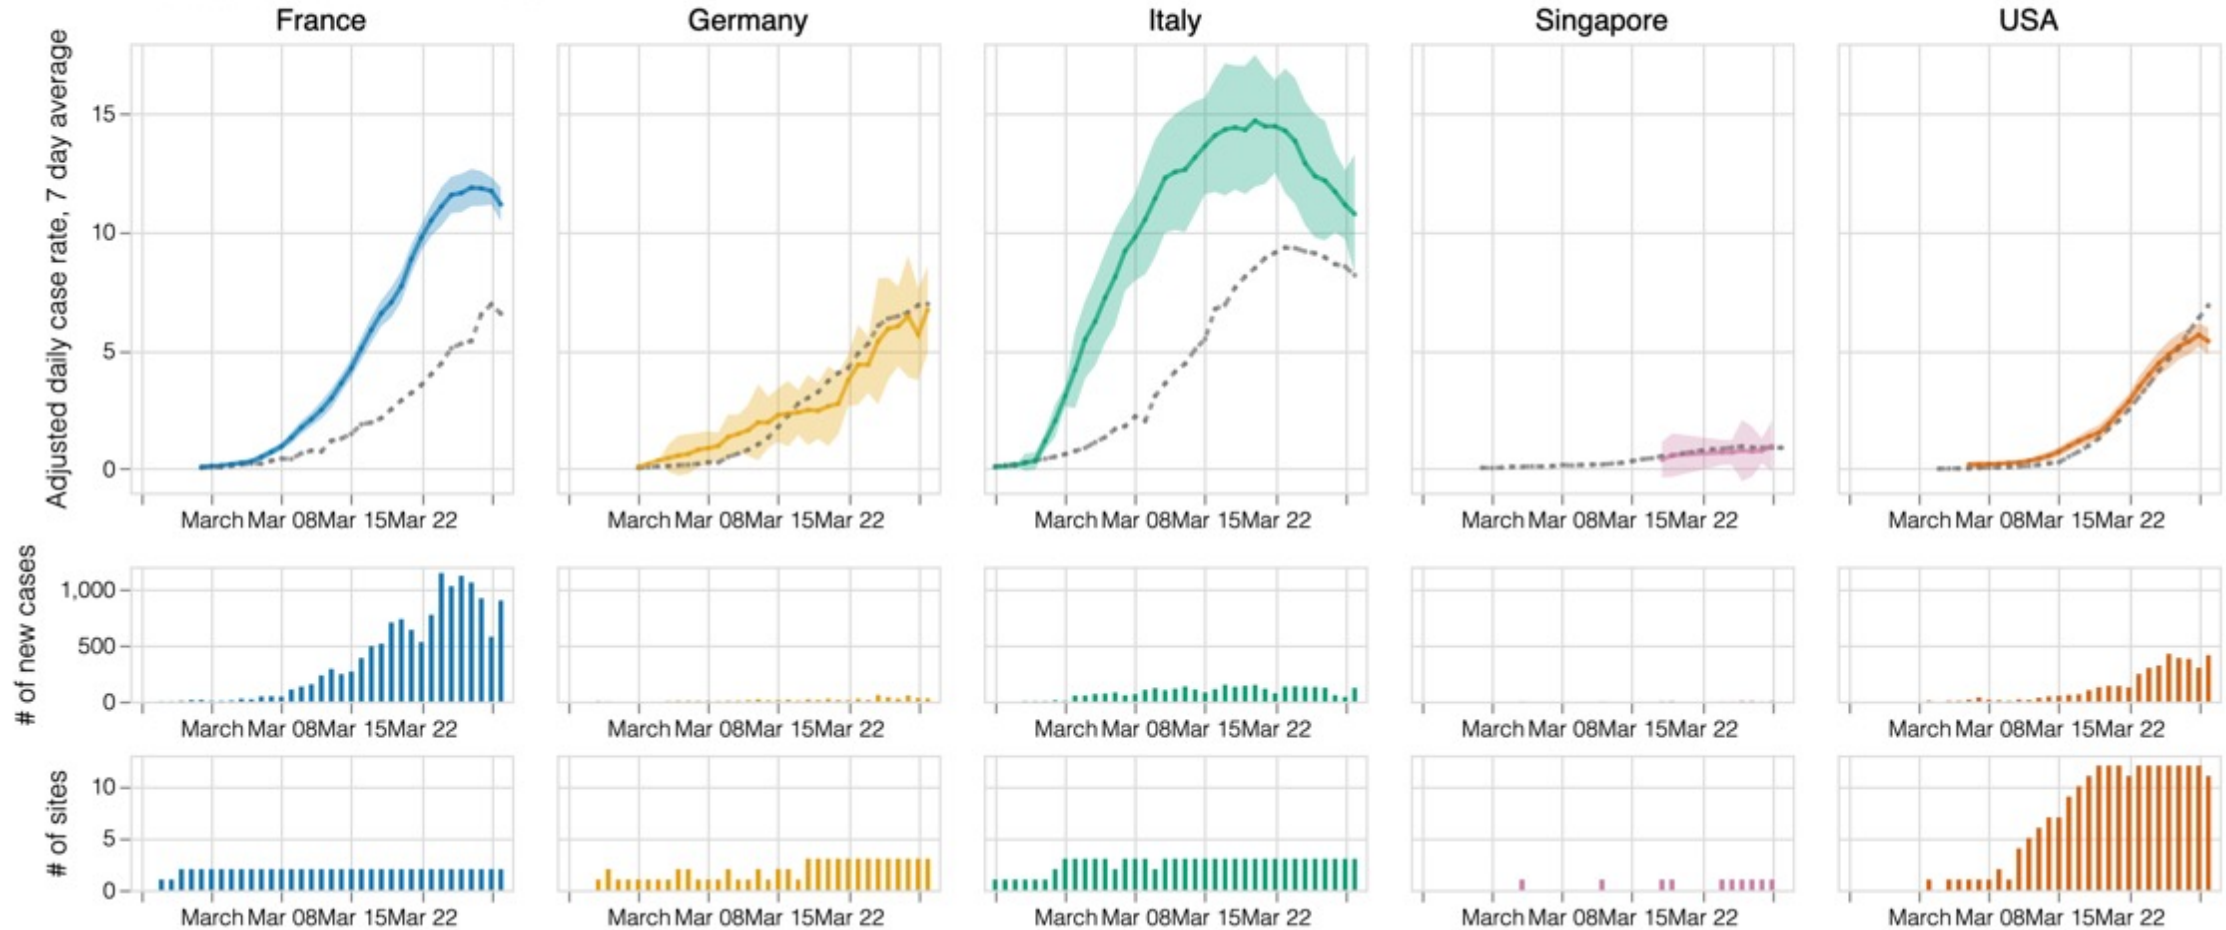 France Germany Italy Singapore USA
Adjusted daily case rate, 7 day average
15
10
5
0
March Mar 08Mar 15Mar 22 March Mar 08Mar 15Mar 22 March Mar 08Mar 15Mar 22 March Mar 08Mar 15Mar 22 March Mar 08Mar 15Mar 22
# of new cases
1,000
500
0
March Mar 08Mar 15Mar 22 March Mar 08Mar 15Mar 22 March Mar 08Mar 15Mar 22 March Mar 08Mar 15Mar 22 March Mar 08Mar 15Mar 22
# of sites
10
5
0
March Mar 08Mar 15Mar 22 March Mar 08Mar 15Mar 22 March Mar 08Mar 15Mar 22 March Mar 08Mar 15Mar 22 March Mar 08Mar 15Mar 22